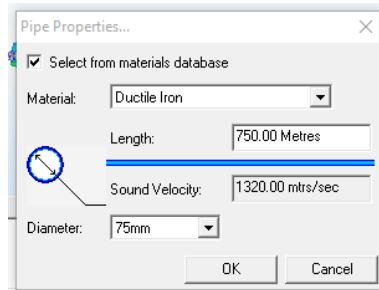 Pipe Properties...
Select from materials database
Material: Ductile Iron
Length: 750.00 Metres
Sound Velocity: 1320.00 mtrs/sec
Diameter: 75mm
OK Cancel